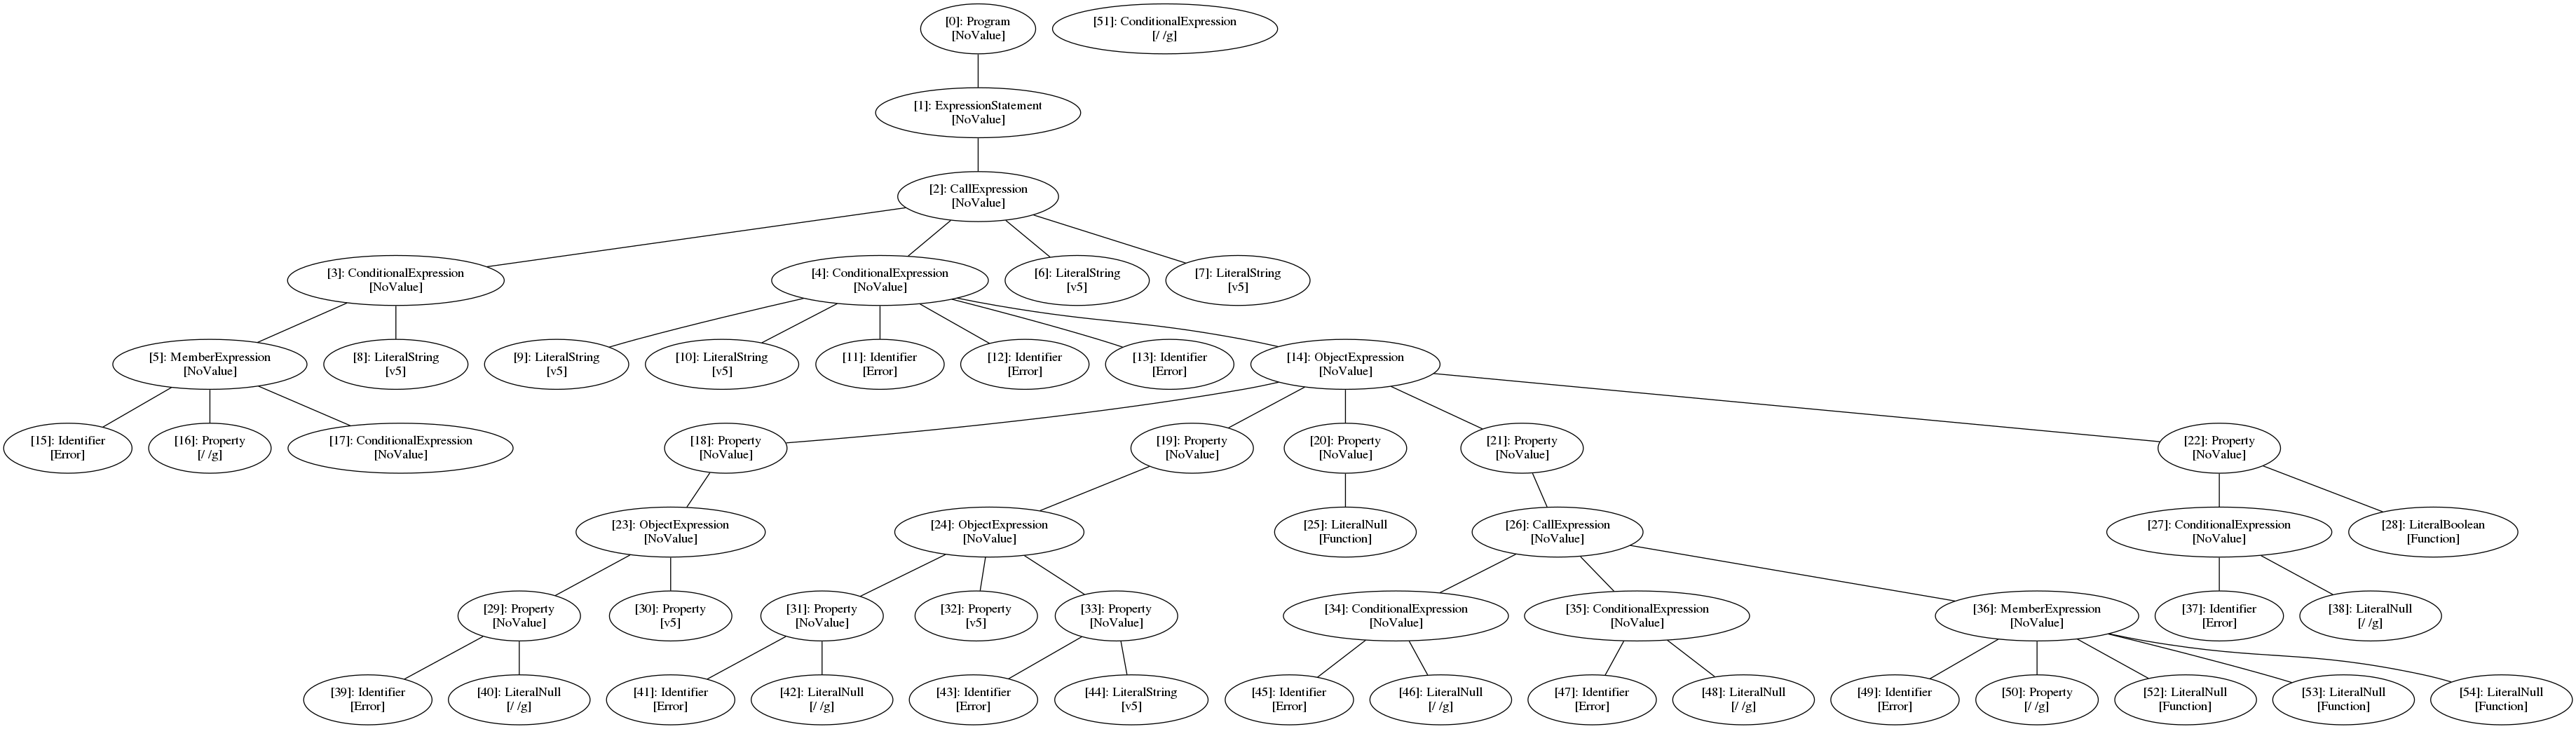 [0]: Program
[NoValue]
[51]: ConditionalExpression
[/ /g]
[1]: ExpressionStatement
[NoValue]
[2]: CallExpression
[NoValue]
[3]: ConditionalExpression
[NoValue]
[4]: ConditionalExpression
[NoValue]
[6]: LiteralString
[v5]
[7]: LiteralString
[v5]
[5]: MemberExpression
[NoValue]
[8]: LiteralString
[v5]
[9]: LiteralString
[v5]
[10]: LiteralString
[v5]
[11]: Identifier
[Error]
[12]: Identifier
[Error]
[13]: Identifier
[Error]
[14]: ObjectExpression
[NoValue]
[15]: Identifier
[Error]
[16]: Property
[/ /g]
[17]: ConditionalExpression
[NoValue]
[18]: Property
[NoValue]
[19]: Property
[NoValue]
[20]: Property
[NoValue]
[21]: Property
[NoValue]
[22]: Property
[NoValue]
[23]: ObjectExpression
[NoValue]
[24]: ObjectExpression
[NoValue]
[25]: LiteralNull
[Function]
[26]: CallExpression
[NoValue]
[27]: ConditionalExpression
[NoValue]
[28]: LiteralBoolean
[Function]
[29]: Property
[NoValue]
[30]: Property
[v5]
[31]: Property
[NoValue]
[32]: Property
[v5]
[33]: Property
[NoValue]
[34]: ConditionalExpression
[NoValue]
[35]: ConditionalExpression
[NoValue]
[36]: MemberExpression
[NoValue]
[37]: Identifier
[Error]
[38]: LiteralNull
[/ /g]
[39]: Identifier
[Error]
[40]: LiteralNull
[/ /g]
[41]: Identifier
[Error]
[42]: LiteralNull
[/ /g]
[43]: Identifier
[Error]
[44]: LiteralString
[v5]
[45]: Identifier
[Error]
[46]: LiteralNull
[/ /g]
[47]: Identifier
[Error]
[48]: LiteralNull
[/ /g]
[49]: Identifier
[Error]
[50]: Property
[/ /g]
[52]: LiteralNull
[Function]
[53]: LiteralNull
[Function]
[54]: LiteralNull
[Function]